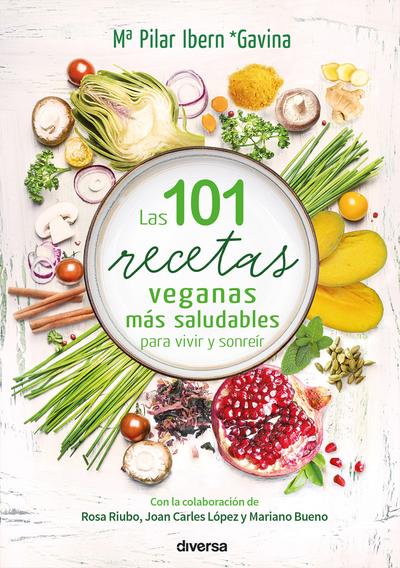 Mª Pilar Ibern *Gavina
Las 101
recetas
veganas
más saludables
para vivir y sonreír
Con la colaboración de
Rosa Riubo, Joan Carles López y Mariano Bueno
diversa